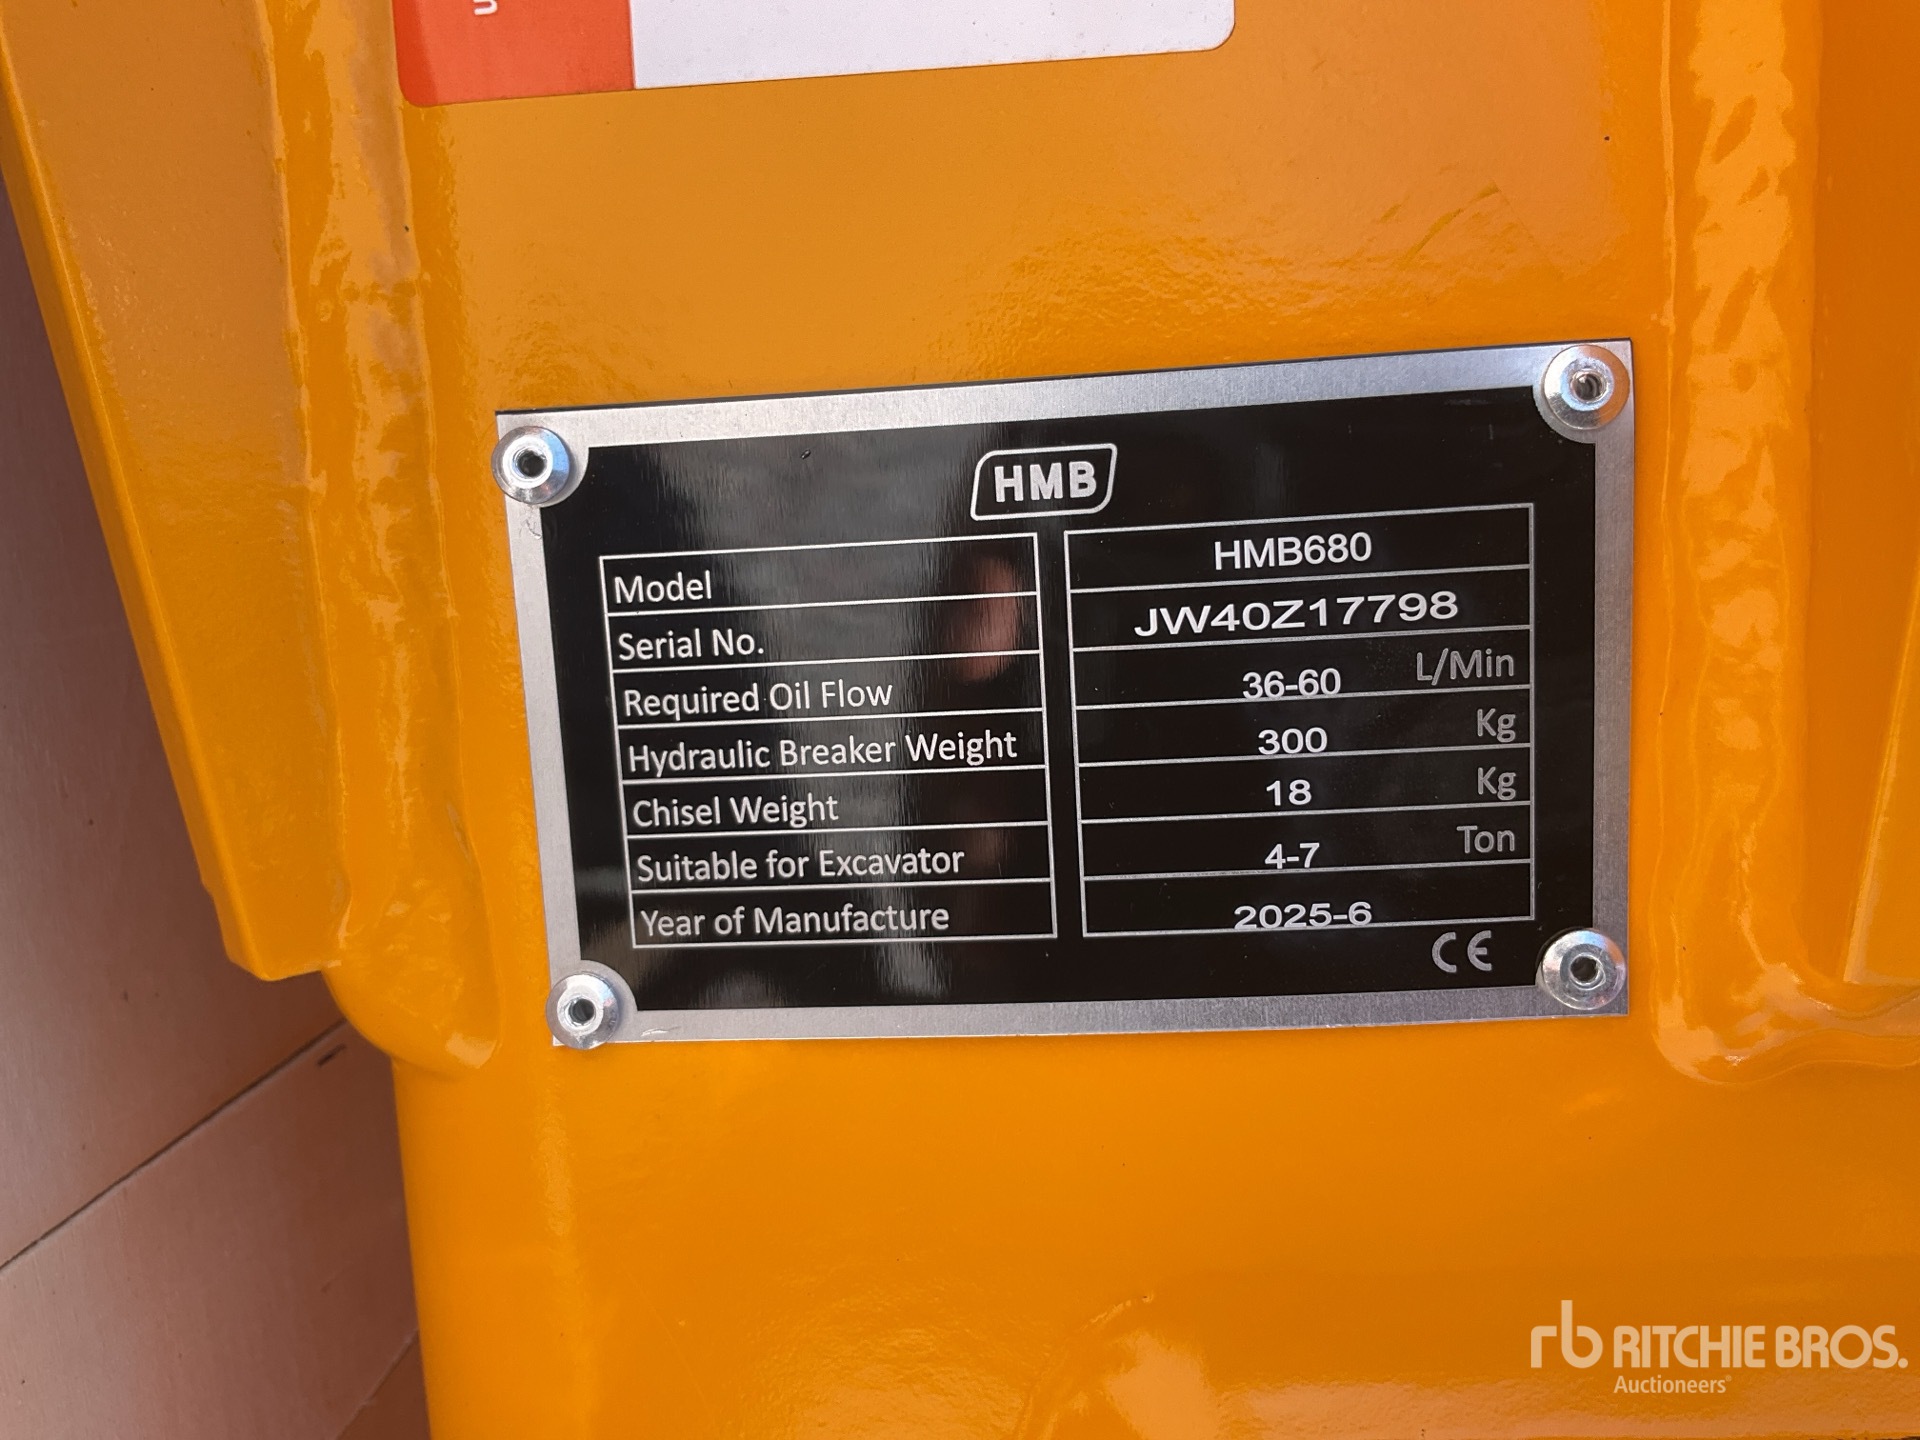 HMB
Model HMB680
Serial No. JW40Z17798
Required Oil Flow 36-60 L/Min
Hydraulic Breaker Weight 300 Kg
Chisel Weight 18 Kg
Suitable for Excavator 4-7 Ton
Year of Manufacture 2025-6
CE
rb RITCHIE BROS.
Auctioneers